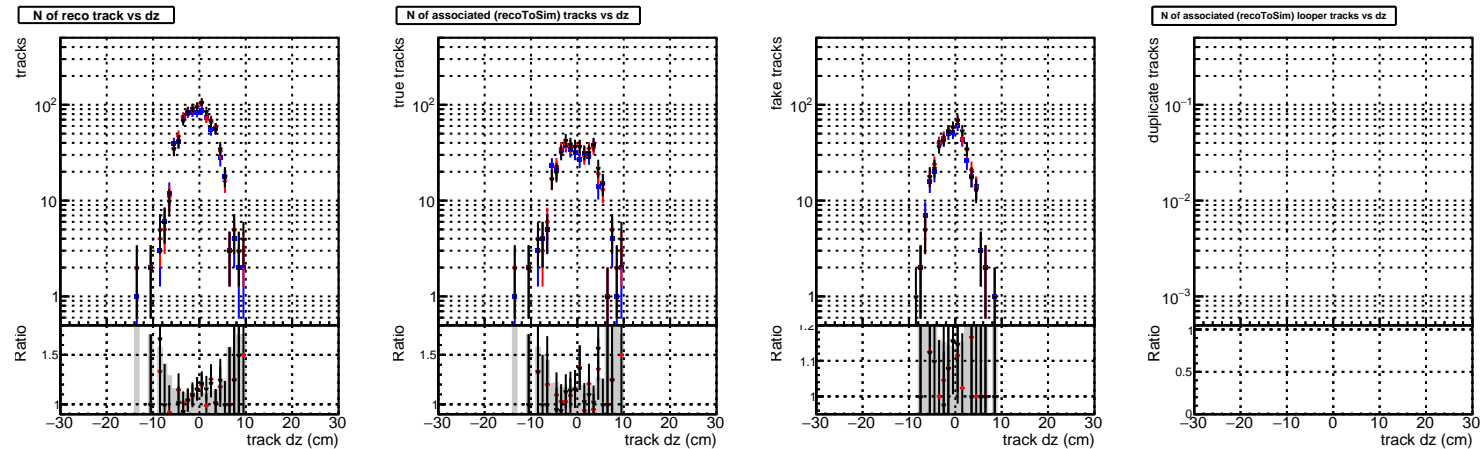 N of reco track vs dz
tracks
10²
10
1
Ratio
1.5
1
−30 −20 −10 0 10 20 30
track dz (cm)
N of associated (recoToSim) tracks vs dz
true tracks
10²
10
1
Ratio
1.5
1
−30 −20 −10 0 10 20 30
track dz (cm)
fake tracks
10²
10
1
Ratio
1.2
1.1
1
−30 −20 −10 0 10 20 30
track dz (cm)
N of associated (recoToSim) looper tracks vs dz
duplicate tracks
10⁻¹
10⁻²
10⁻³
Ratio
1
0.5
0
−30 −20 −10 0 10 20 30
track dz (cm)